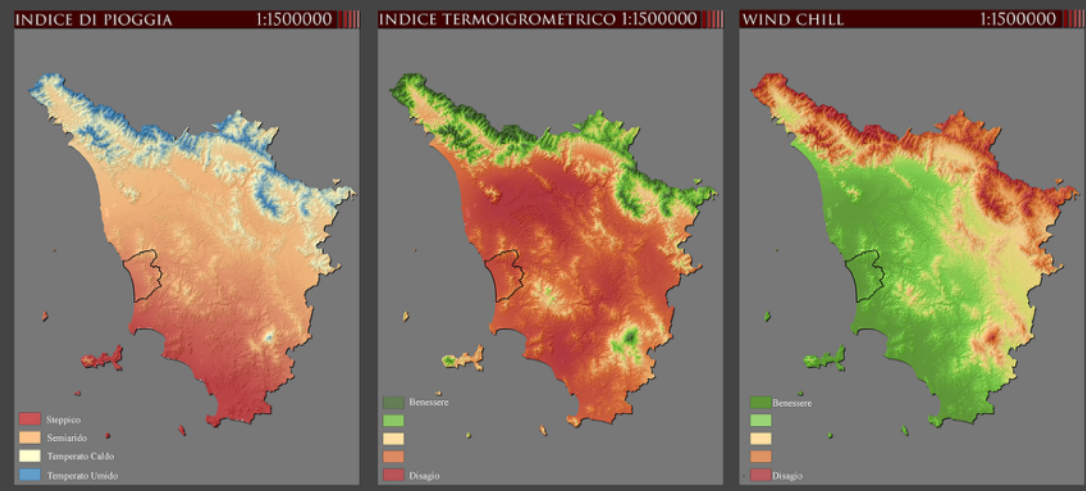 INDICE DI PIOGGIA 1:1500000
Steppico
Semiarido
Temperato Caldo
Temperato Umido
INDICE TERMOIGROMETRICO 1:1500000
Benessere
Disagio
WIND CHILL 1:1500000
Benessere
Disagio